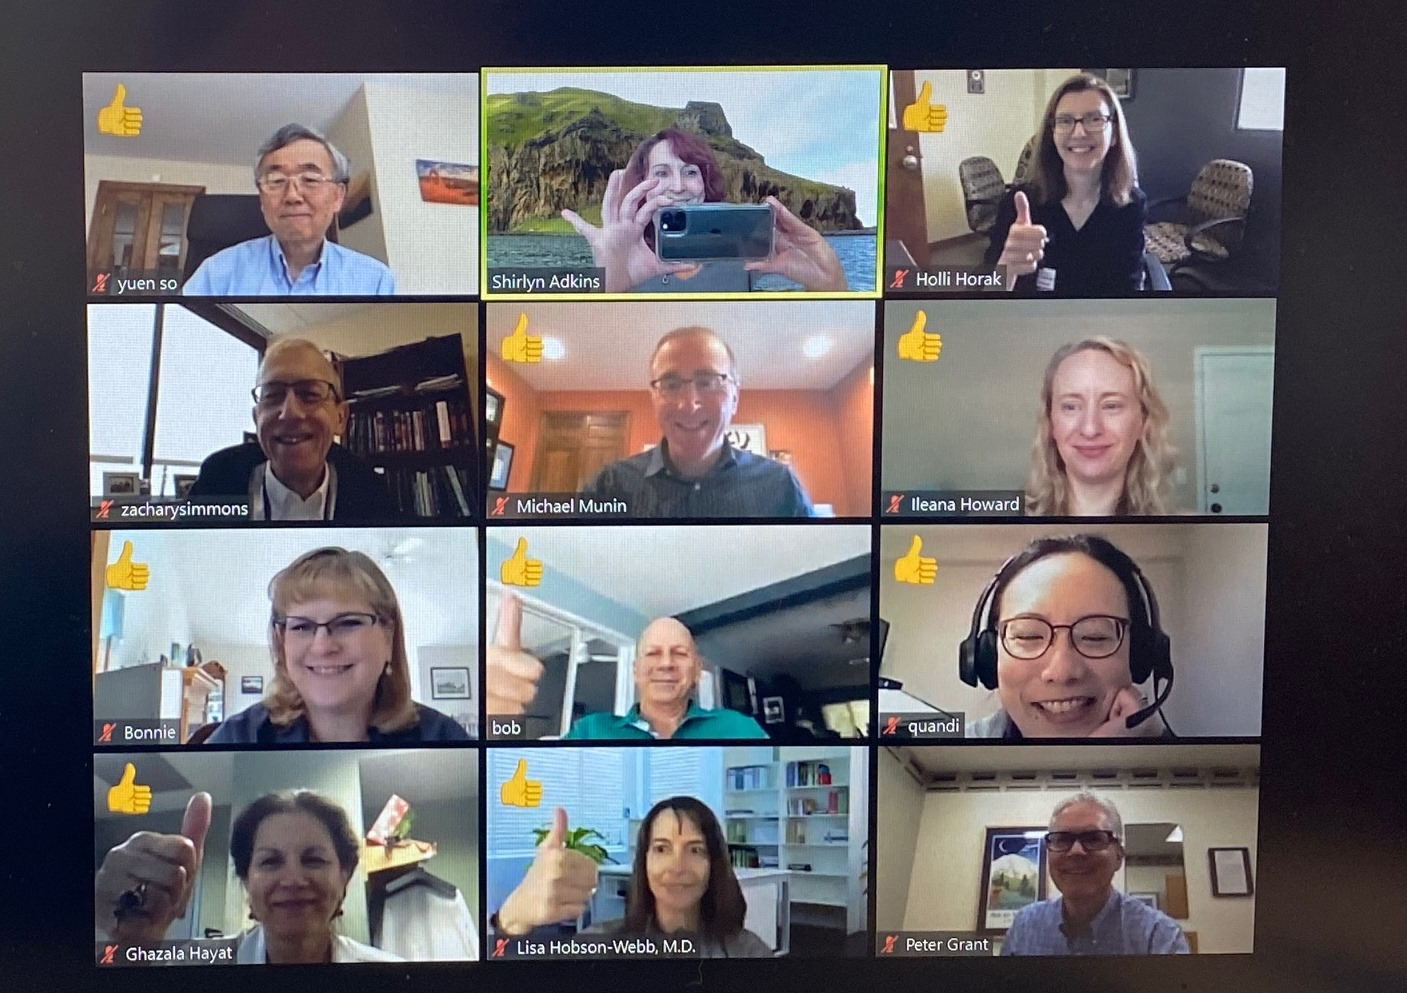 yuen so
Shirlyn Adkins
Holli Horak
zacharysimmons
Michael Munin
Ileana Howard
Bonnie
bob
quandi
Ghazala Hayat
Lisa Hobson-Webb, M.D.
Peter Grant